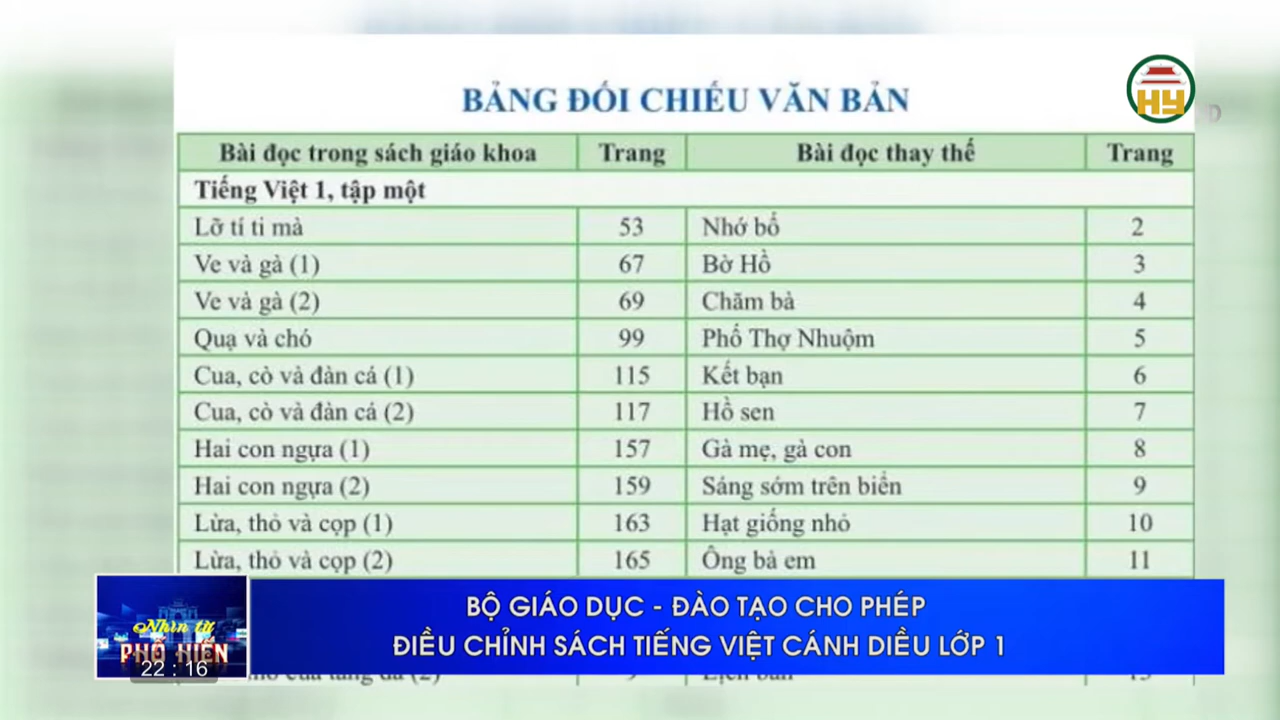 BẢNG ĐỐI CHIẾU VĂN BẢN
HY
Bài đọc trong sách giáo khoa Trang Bài đọc thay thế Trang
Tiếng Việt 1, tập một
Lỡ tí ti mà 53 Nhớ bố 2
Ve và gà (1) 67 Bờ Hồ 3
Ve và gà (2) 69 Chăm bà 4
Quạ và chó 99 Phố Thợ Nhuộm 5
Cua, cò và đàn cá (1) 115 Kết bạn 6
Cua, cò và đàn cá (2) 117 Hồ sen 7
Hai con ngựa (1) 157 Gà mẹ, gà con 8
Hai con ngựa (2) 159 Sáng sớm trên biển 9
Lừa, thỏ và cọp (1) 163 Hạt giống nhỏ 10
Lừa, thỏ và cọp (2) 165 Ông bà em 11
BỘ GIÁO DỤC - ĐÀO TẠO CHO PHÉP
ĐIỀU CHỈNH SÁCH TIẾNG VIỆT CÁNH DIỀU LỚP 1
Nhìn từ
PHỐ HIẾN
22 : 16